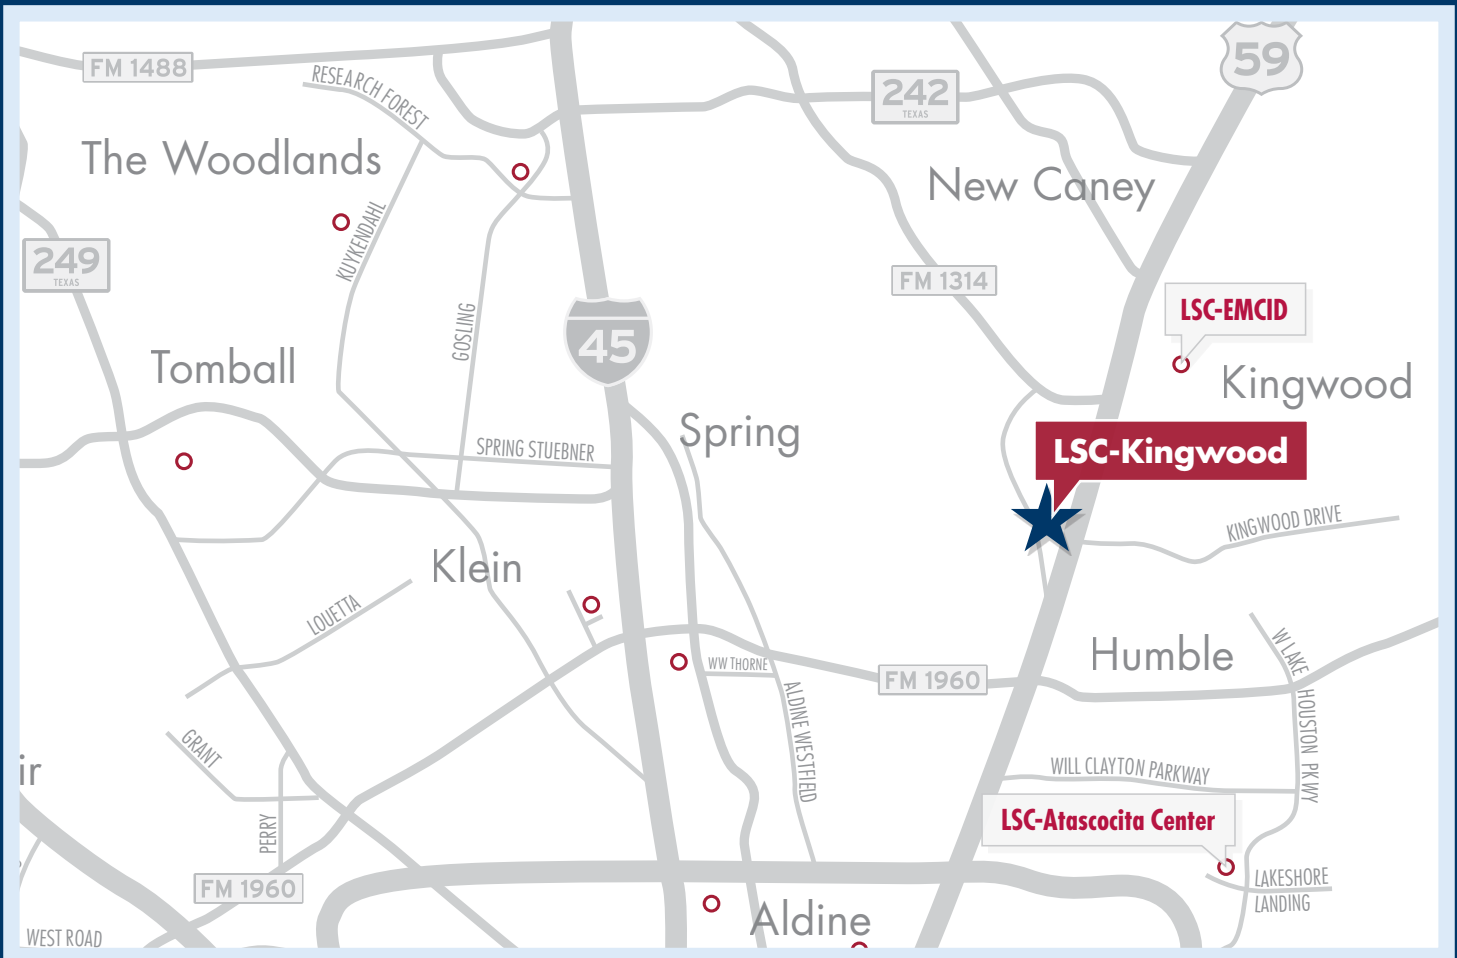 59
FM 1488
RESEARCH FOREST
242
TEXAS
The Woodlands
New Caney
KUYKENDAHL
249
TEXAS
FM 1314
LSC-EMCID
GOSLING
45
Tomball
Kingwood
Spring
SPRING STUEBNER
LSC-Kingwood
KINGWOOD DRIVE
Klein
LOUETTA
Humble
W LAKE HOUSTON PKWY
WW THORNE
FM 1960
ALDINE WESTFIELD
GRANT
ir
WILL CLAYTON PARKWAY
PERRY
LSC-Atascocita Center
FM 1960
LAKESHORE
LANDING
Aldine
WEST ROAD